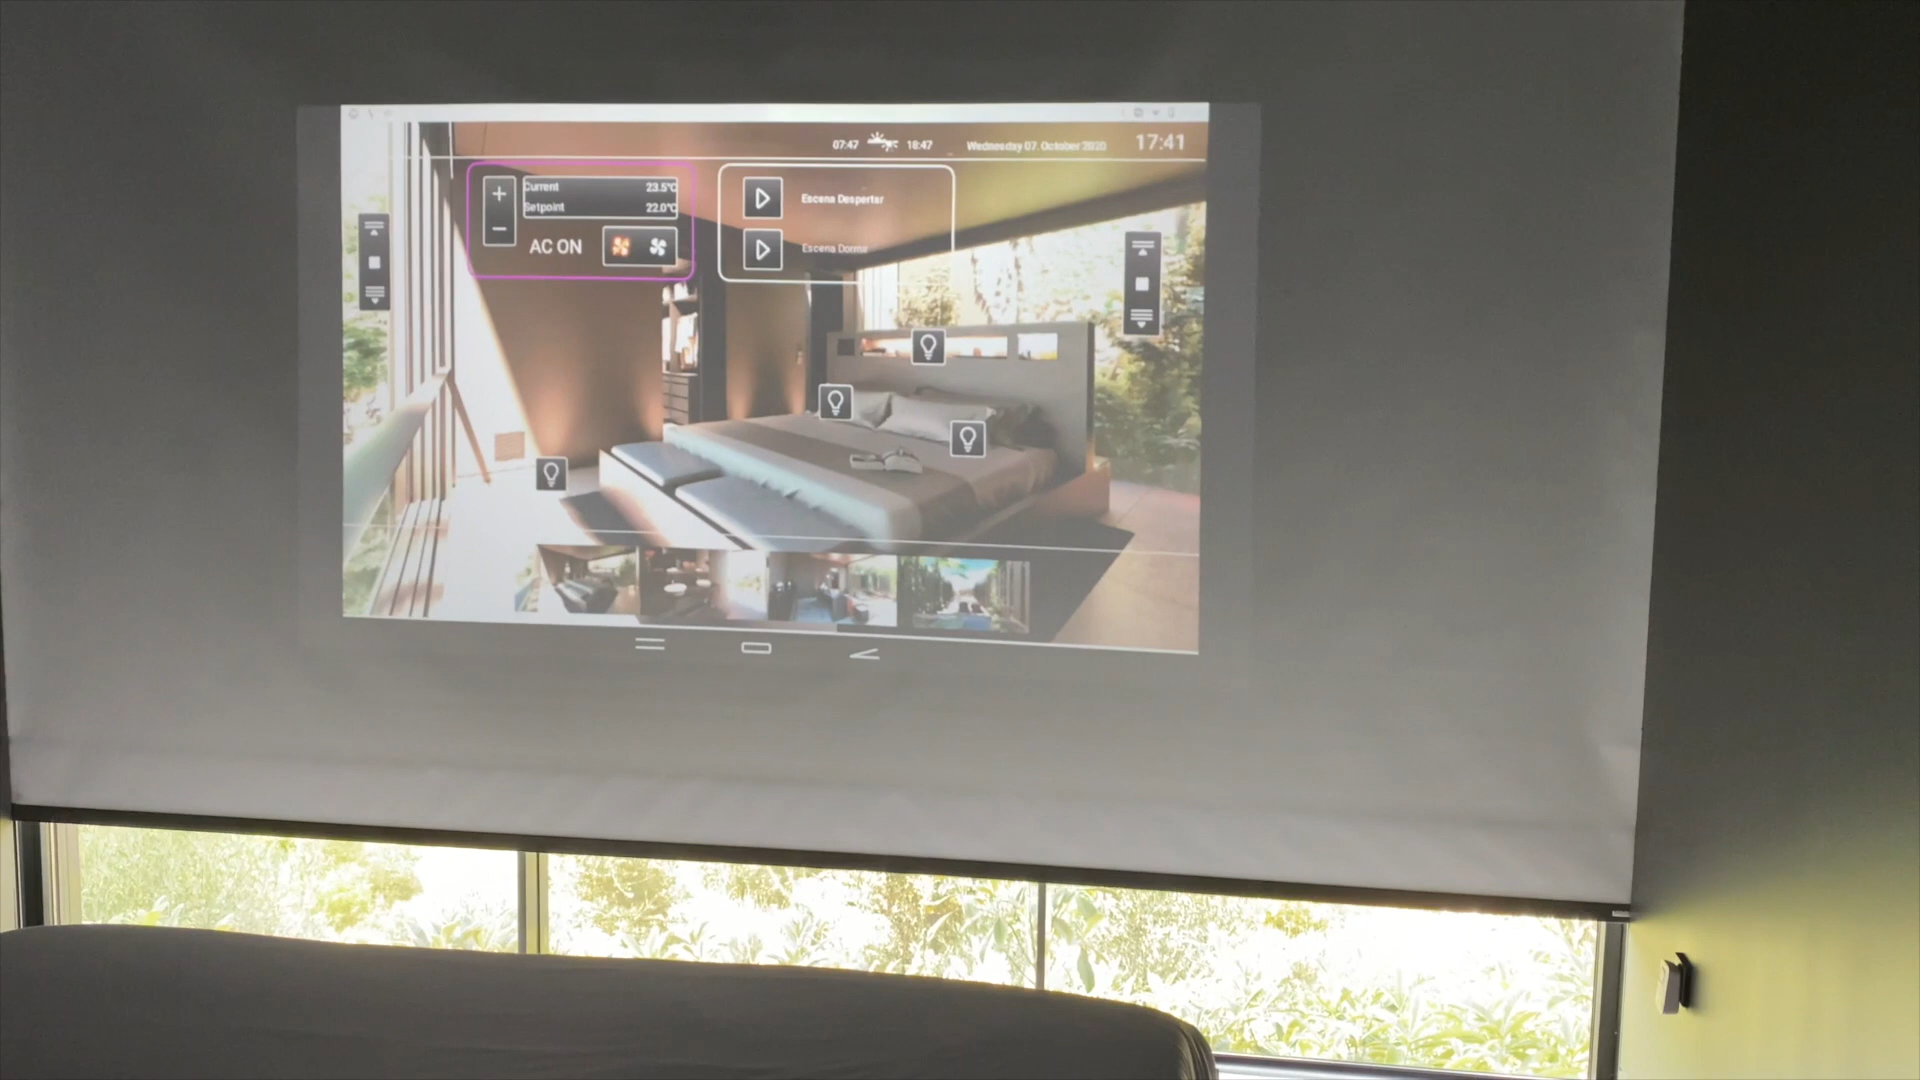 07:47 18:47 Wednesday 07. October 2020 17:41
Current 23.5°C
Setpoint 22.0°C
AC ON
Escena Despertar
Escena Dormir